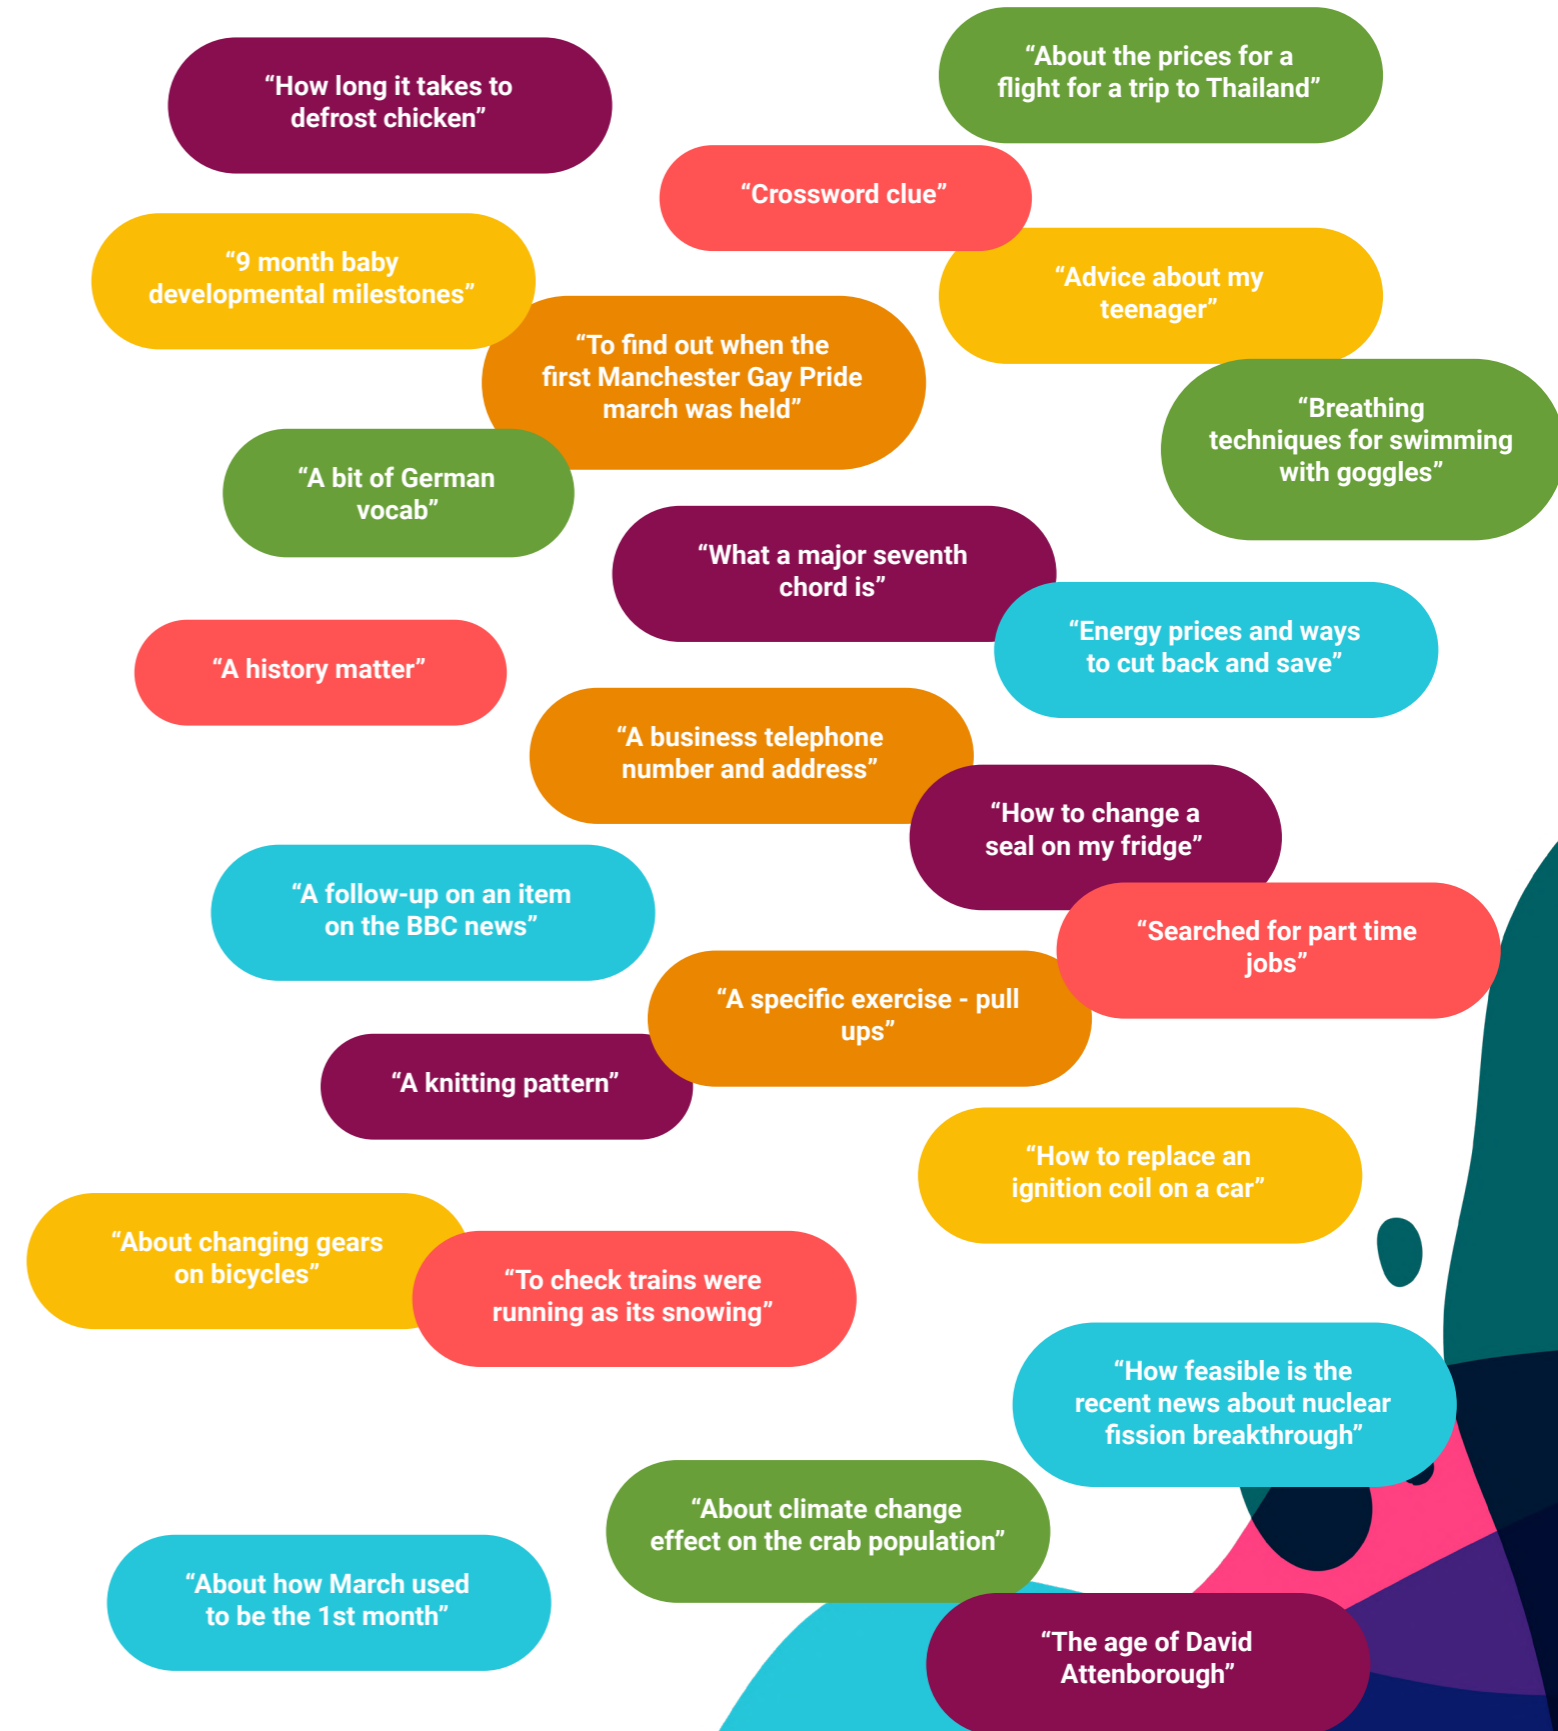 “About the prices for a
flight for a trip to Thailand”
“How long it takes to
defrost chicken”
“Crossword clue”
“9 month baby
developmental milestones”
“Advice about my
teenager”
“To find out when the
first Manchester Gay Pride
march was held”
“Breathing
techniques for swimming
with goggles”
“A bit of German
vocab”
“What a major seventh
chord is”
“Energy prices and ways
to cut back and save”
“A history matter”
“A business telephone
number and address”
“How to change a
seal on my fridge”
“A follow-up on an item
on the BBC news”
“Searched for part time
jobs”
“A specific exercise - pull
ups”
“A knitting pattern”
“How to replace an
ignition coil on a car”
“About changing gears
on bicycles”
“To check trains were
running as its snowing”
“How feasible is the
recent news about nuclear
fission breakthrough”
“About climate change
effect on the crab population”
“About how March used
to be the 1st month”
“The age of David
Attenborough”